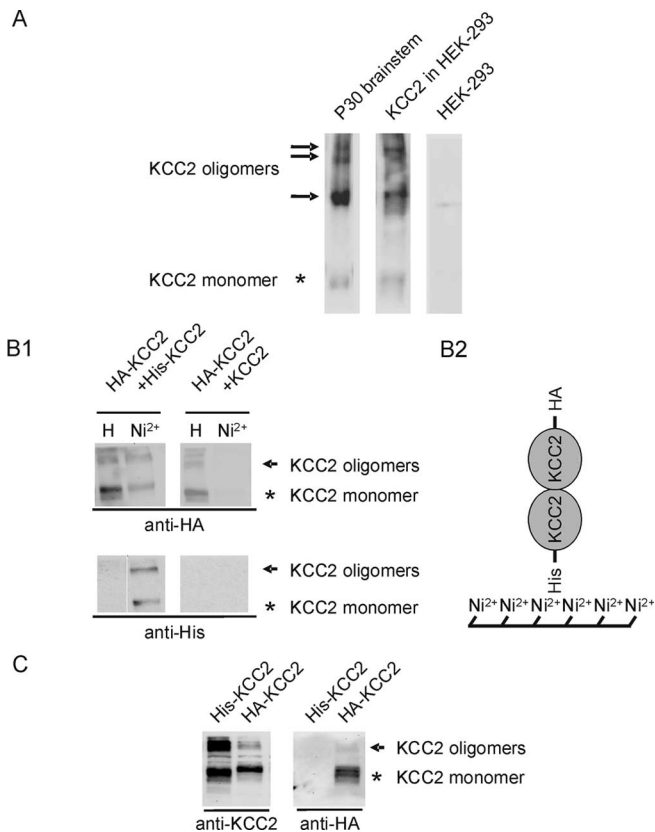 A
P30 brainstem
KCC2 in HEK-293
HEK-293
KCC2 oligomers
KCC2 monomer *
B1
HA-KCC2
+His-KCC2
HA-KCC2
+KCC2
H Ni²⁺ H Ni²⁺
KCC2 oligomers
* KCC2 monomer
anti-HA
KCC2 oligomers
* KCC2 monomer
anti-His
B2
HA
KCC2
KCC2
His
Ni²⁺ Ni²⁺ Ni²⁺ Ni²⁺ Ni²⁺ Ni²⁺
C
His-KCC2
HA-KCC2
His-KCC2
HA-KCC2
KCC2 oligomers
* KCC2 monomer
anti-KCC2 anti-HA